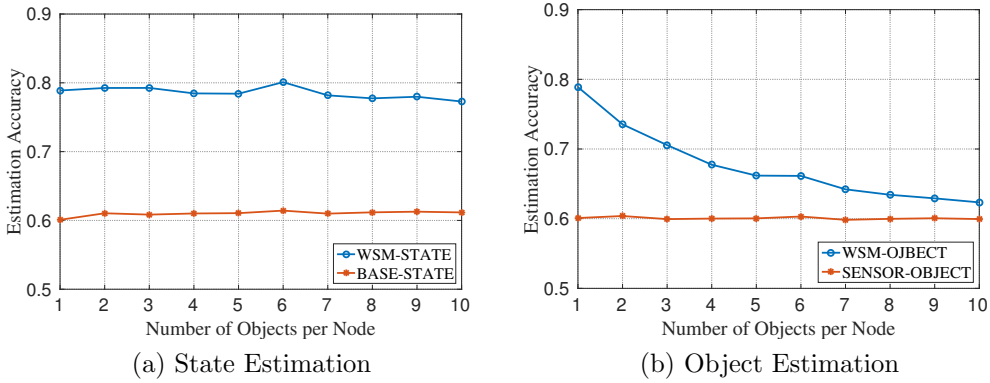 0.9
0.8
0.7
0.6
0.5
Estimation Accuracy
WSM-STATE
BASE-STATE
1 2 3 4 5 6 7 8 9 10
Number of Objects per Node
(a) State Estimation
0.9
0.8
0.7
0.6
0.5
Estimation Accuracy
WSM-OJBECT
SENSOR-OBJECT
1 2 3 4 5 6 7 8 9 10
Number of Objects per Node
(b) Object Estimation